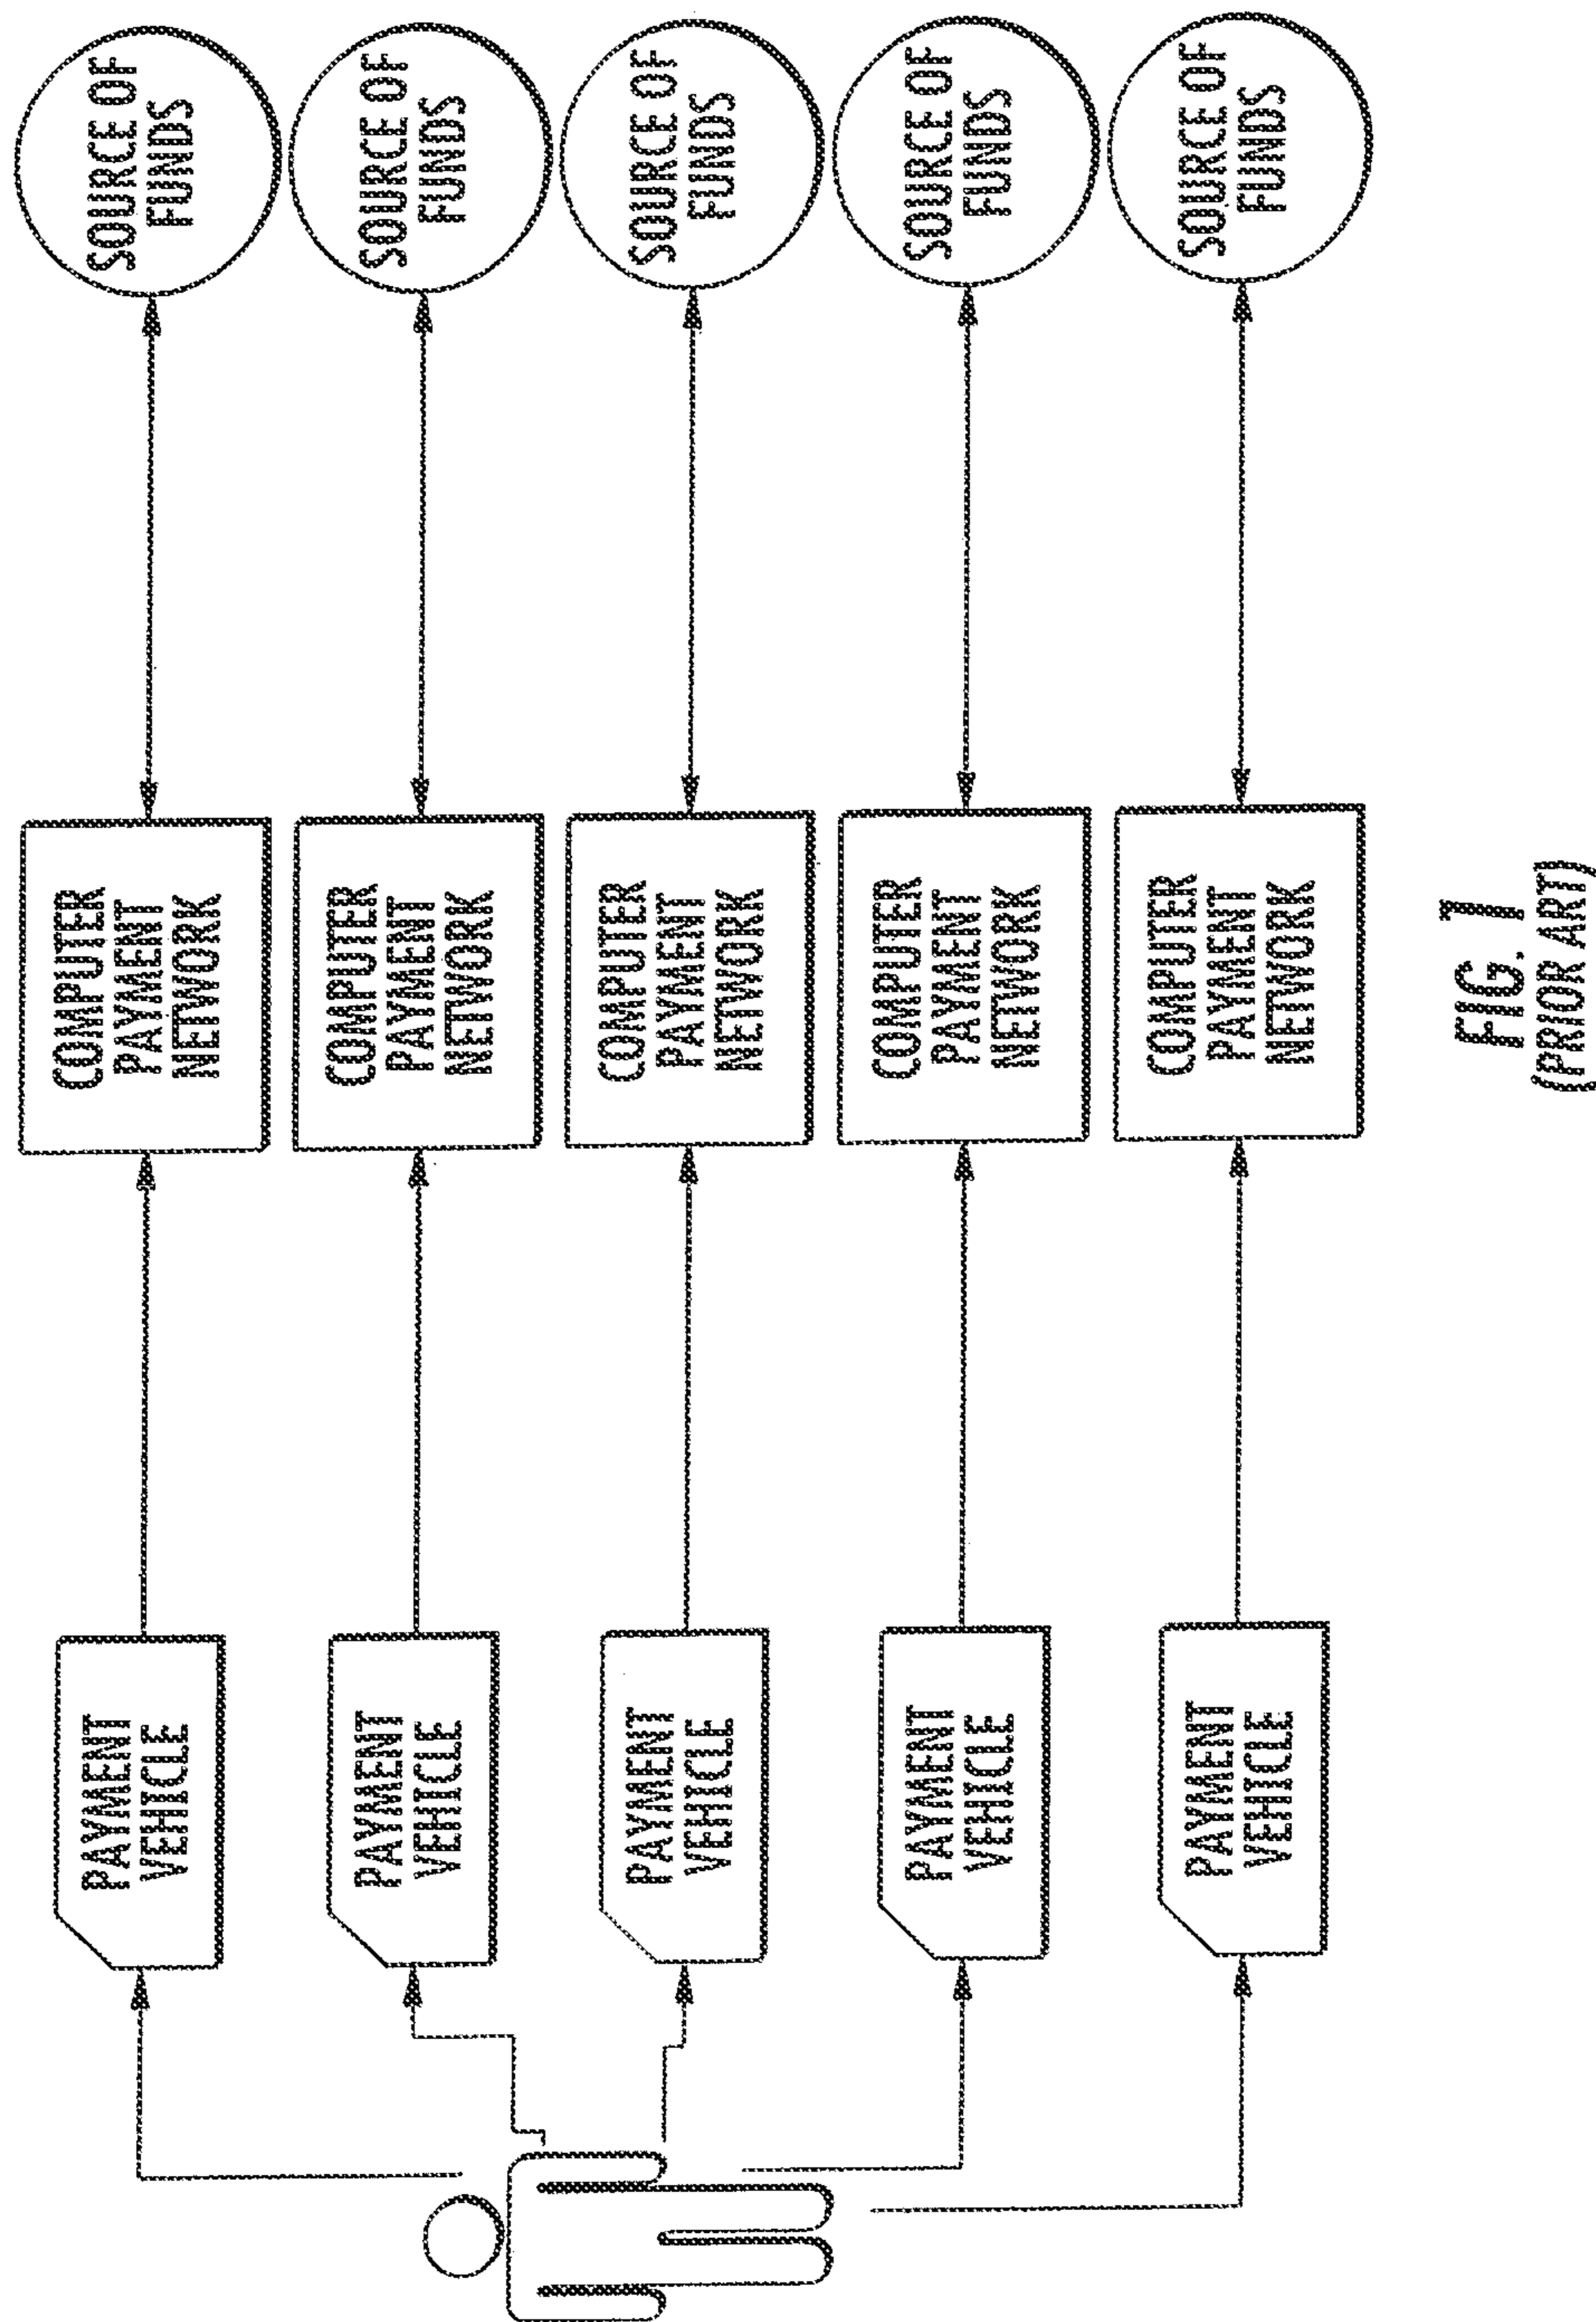 PAYMENT
VEHICLE
COMPUTER
PAYMENT
NETWORK
SOURCE OF
FUNDS
PAYMENT
VEHICLE
COMPUTER
PAYMENT
NETWORK
SOURCE OF
FUNDS
PAYMENT
VEHICLE
COMPUTER
PAYMENT
NETWORK
SOURCE OF
FUNDS
PAYMENT
VEHICLE
COMPUTER
PAYMENT
NETWORK
SOURCE OF
FUNDS
PAYMENT
VEHICLE
COMPUTER
PAYMENT
NETWORK
SOURCE OF
FUNDS
FIG. 1
(PRIOR ART)